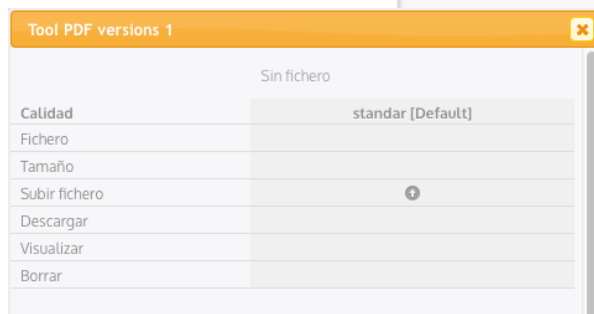 Tool PDF versions 1
Sin fichero
Calidad standar [Default]
Fichero
Tamaño
Subir fichero
Descargar
Visualizar
Borrar